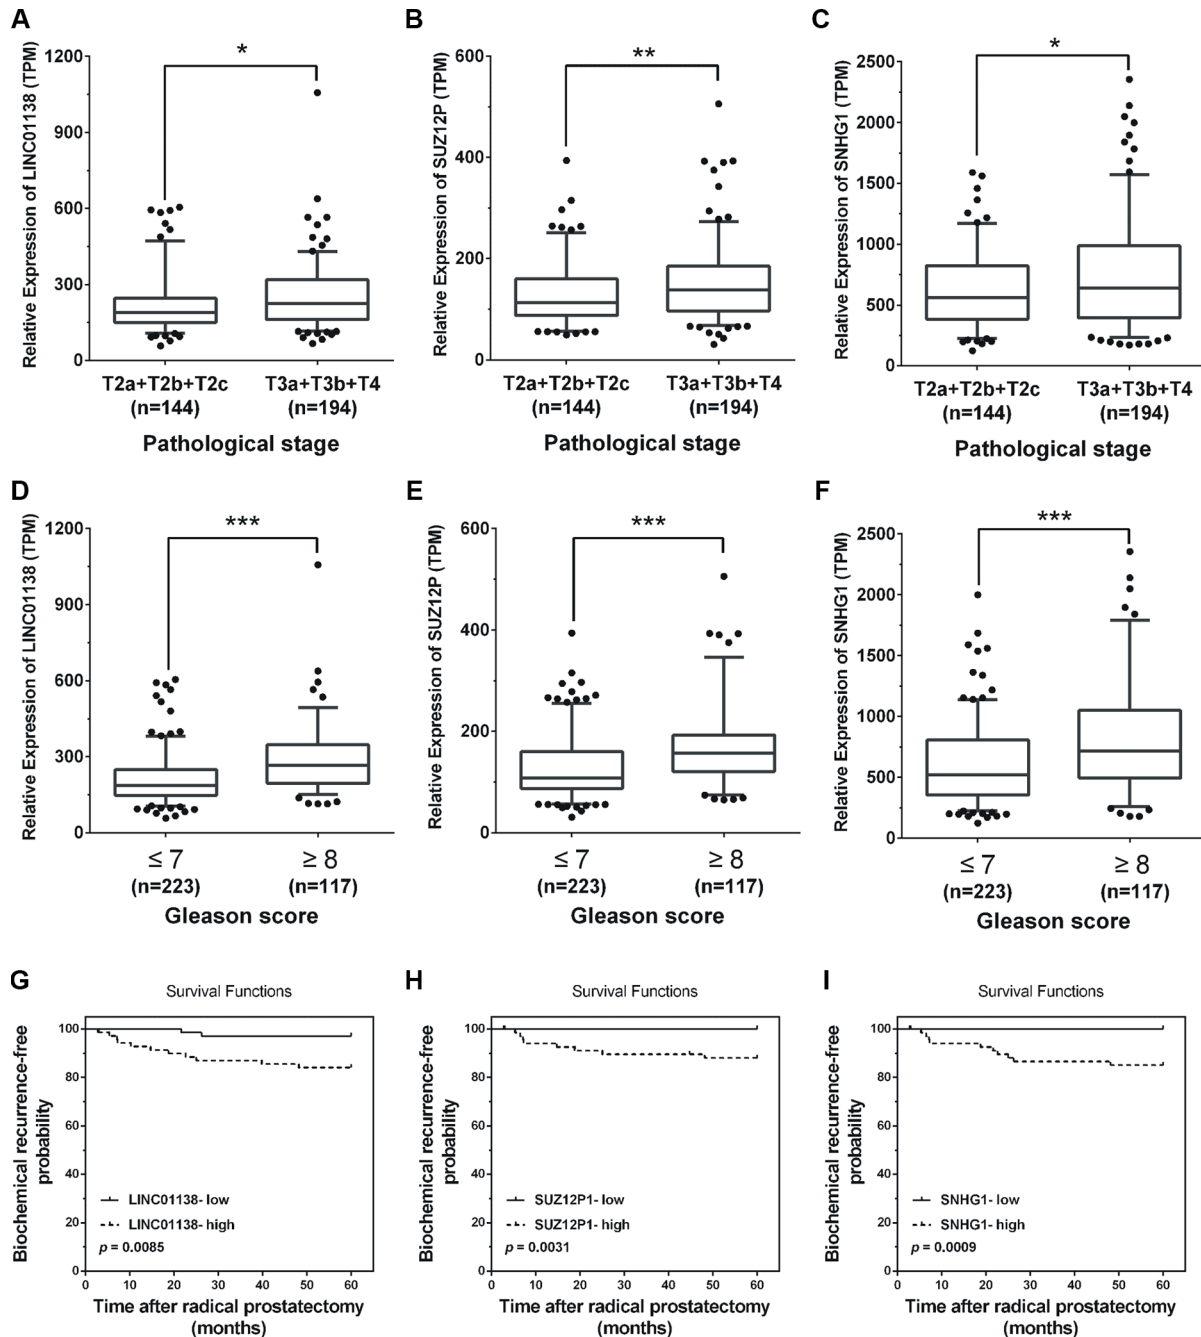 A
Relative Expression of LINC01138 (TPM)
1200
900
600
300
0
*
T2a+T2b+T2c
(n=144)
T3a+T3b+T4
(n=194)
Pathological stage
B
Relative Expression of SUZ12P (TPM)
600
400
200
0
**
T2a+T2b+T2c
(n=144)
T3a+T3b+T4
(n=194)
Pathological stage
C
Relative Expression of SNHG1 (TPM)
2500
2000
1500
1000
500
0
*
T2a+T2b+T2c
(n=144)
T3a+T3b+T4
(n=194)
Pathological stage
D
Relative Expression of LINC01138 (TPM)
1200
900
600
300
0
***
≤ 7
(n=223)
≥ 8
(n=117)
Gleason score
E
Relative Expression of SUZ12P (TPM)
600
400
200
0
***
≤ 7
(n=223)
≥ 8
(n=117)
Gleason score
F
Relative Expression of SNHG1 (TPM)
2500
2000
1500
1000
500
0
***
≤ 7
(n=223)
≥ 8
(n=117)
Gleason score
G
Survival Functions
Biochemical recurrence-free
probability
100
80
60
40
20
0
LINC01138- low
LINC01138- high
p = 0.0085
0 10 20 30 40 50 60
Time after radical prostatectomy
(months)
H
Survival Functions
Biochemical recurrence-free
probability
100
80
60
40
20
0
SUZ12P1- low
SUZ12P1- high
p = 0.0031
0 10 20 30 40 50 60
Time after radical prostatectomy
(months)
I
Survival Functions
Biochemical recurrence-free
probability
100
80
60
40
20
0
SNHG1- low
SNHG1- high
p = 0.0009
0 10 20 30 40 50 60
Time after radical prostatectomy
(months)